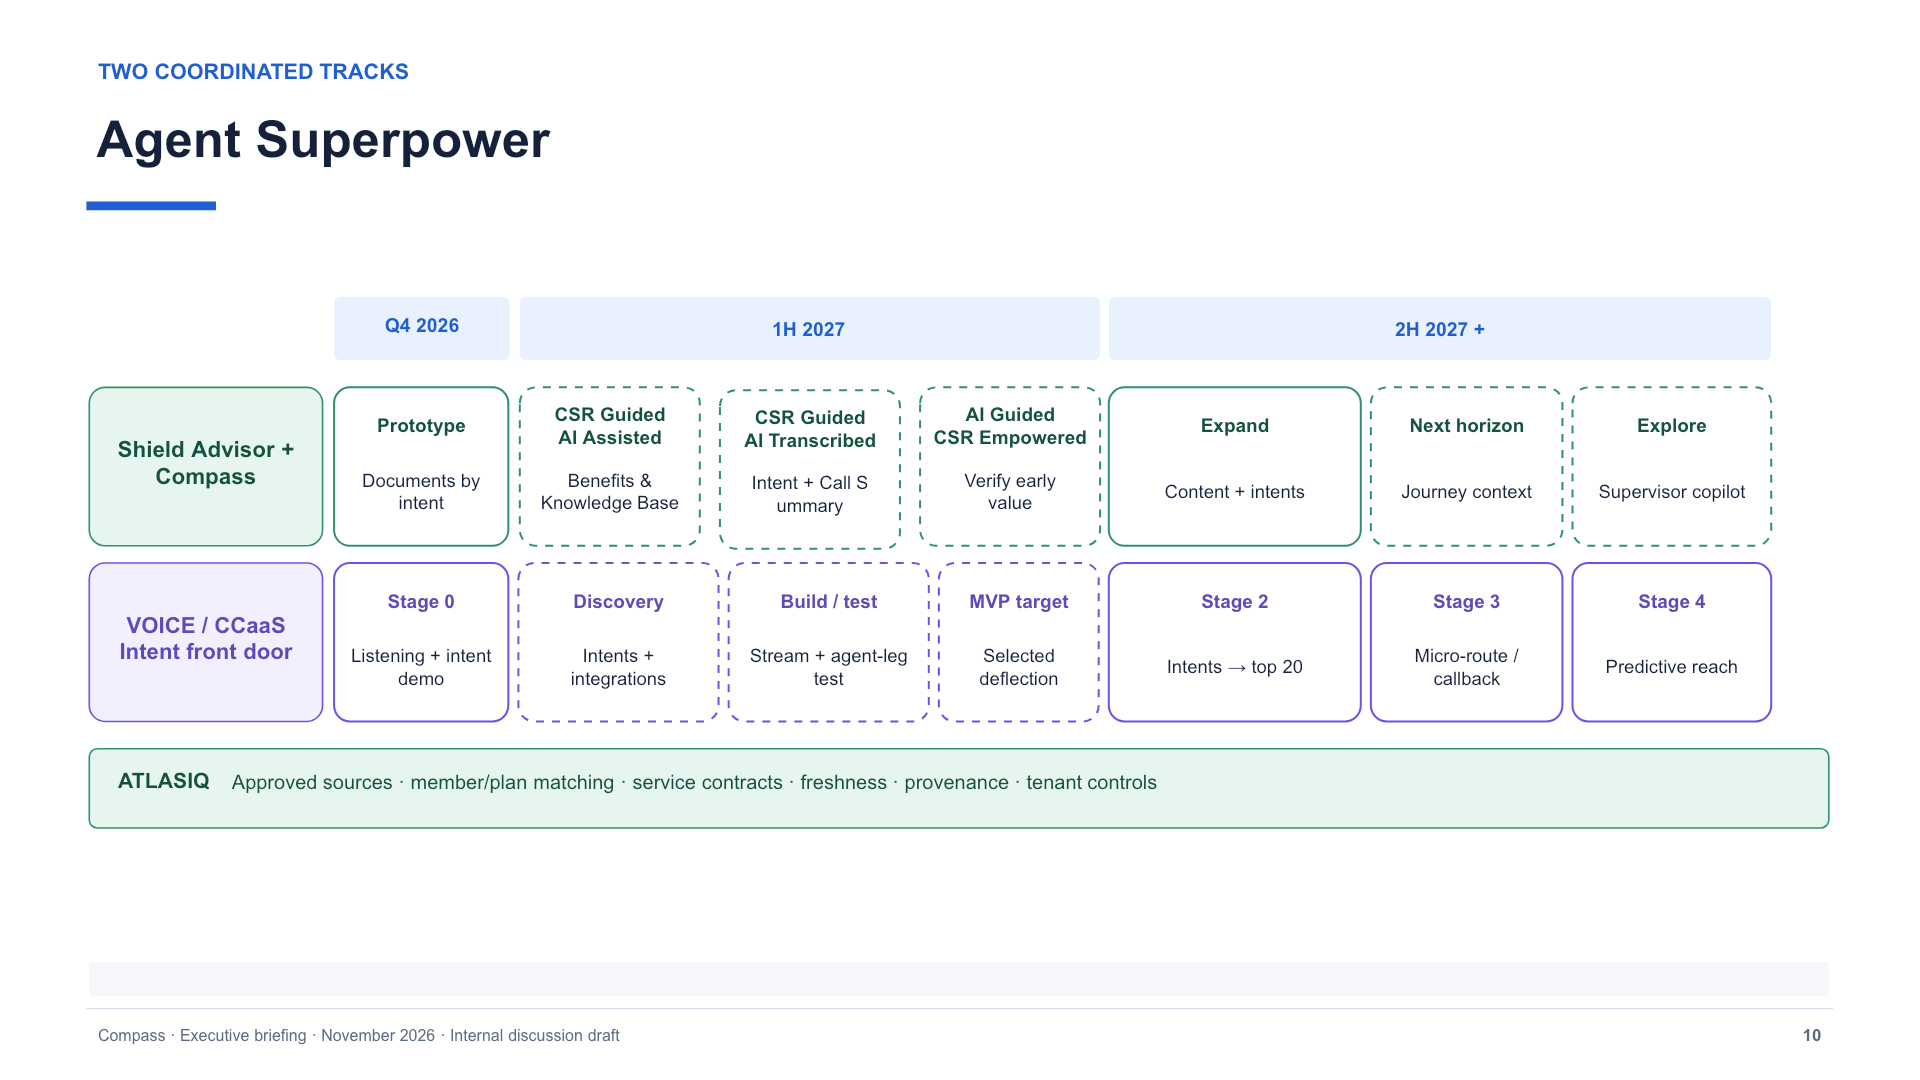 TWO COORDINATED TRACKS
Agent Superpower
Q4 2026
1H 2027
2H 2027 +
Shield Advisor +
Compass
Prototype
Documents by
intent
CSR Guided
AI Assisted
Benefits &
Knowledge Base
CSR Guided
AI Transcribed
Intent + Call S
ummary
AI Guided
CSR Empowered
Verify early
value
Expand
Content + intents
Next horizon
Journey context
Explore
Supervisor copilot
VOICE / CCaaS
Intent front door
Stage 0
Listening + intent
demo
Discovery
Intents +
integrations
Build / test
Stream + agent-leg
test
MVP target
Selected
deflection
Stage 2
Intents → top 20
Stage 3
Micro-route /
callback
Stage 4
Predictive reach
ATLASIQ Approved sources · member/plan matching · service contracts · freshness · provenance · tenant controls
Compass · Executive briefing · November 2026 · Internal discussion draft
10